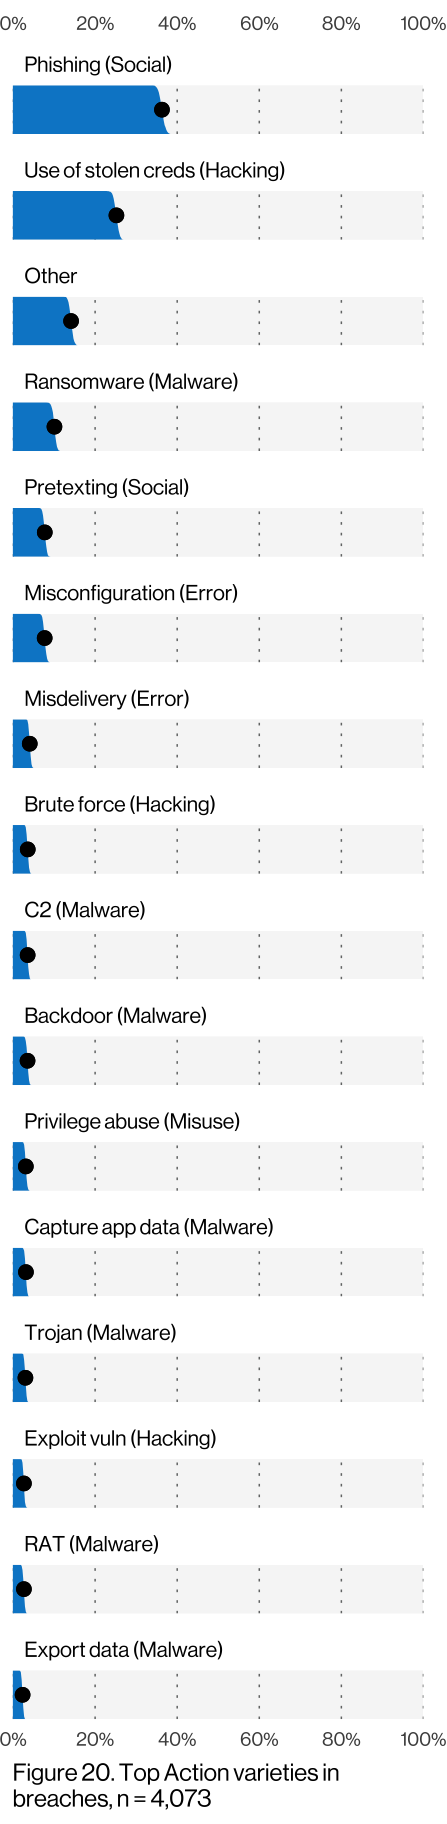 0% 20% 40% 60% 80% 100%
Phishing (Social)
Use of stolen creds (Hacking)
Other
Ransomware (Malware)
Pretexting (Social)
Misconfiguration (Error)
Misdelivery (Error)
Brute force (Hacking)
C2 (Malware)
Backdoor (Malware)
Privilege abuse (Misuse)
Capture app data (Malware)
Trojan (Malware)
Exploit vuln (Hacking)
RAT (Malware)
Export data (Malware)
0% 20% 40% 60% 80% 100%
Figure 20. Top Action varieties in
breaches, n = 4,073